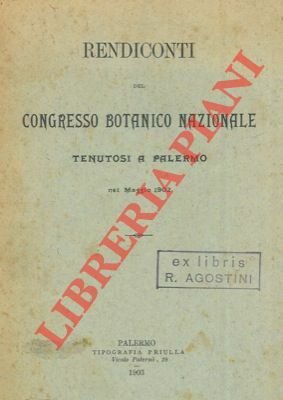 RENDICONTI
DEL
CONGRESSO BOTANICO NAZIONALE
TENUTOSI A PALERMO
nel Maggio 1902.
LIBRERIA PIANI
ex libris
R. AGOSTINI
PALERMO
TIPOGRAFIA PRIULLA
Vicolo Paternò, 28
1903